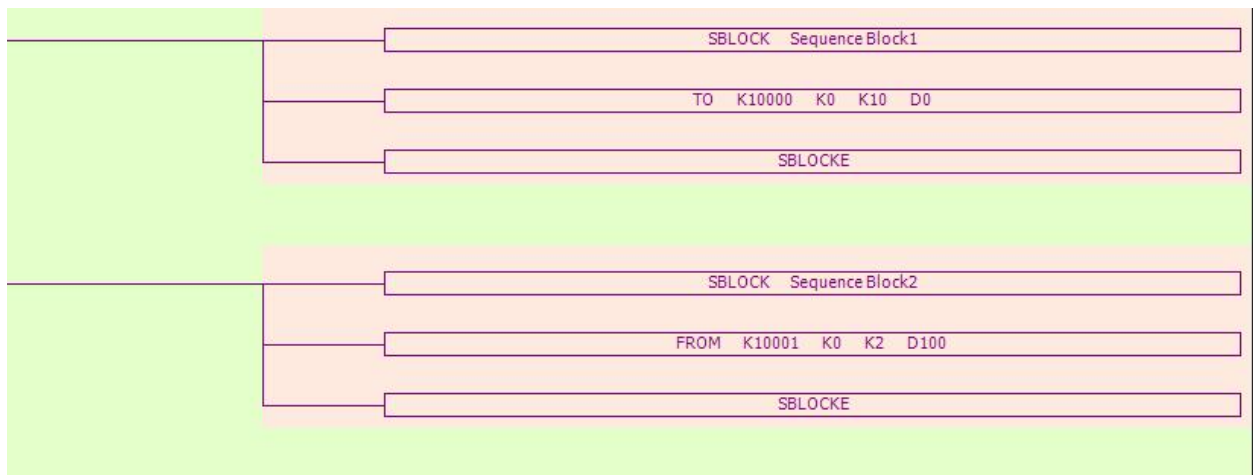 SBLOCK Sequence Block1
TO K10000 K0 K10 D0
SBLOCKE
SBLOCK Sequence Block2
FROM K10001 K0 K2 D100
SBLOCKE